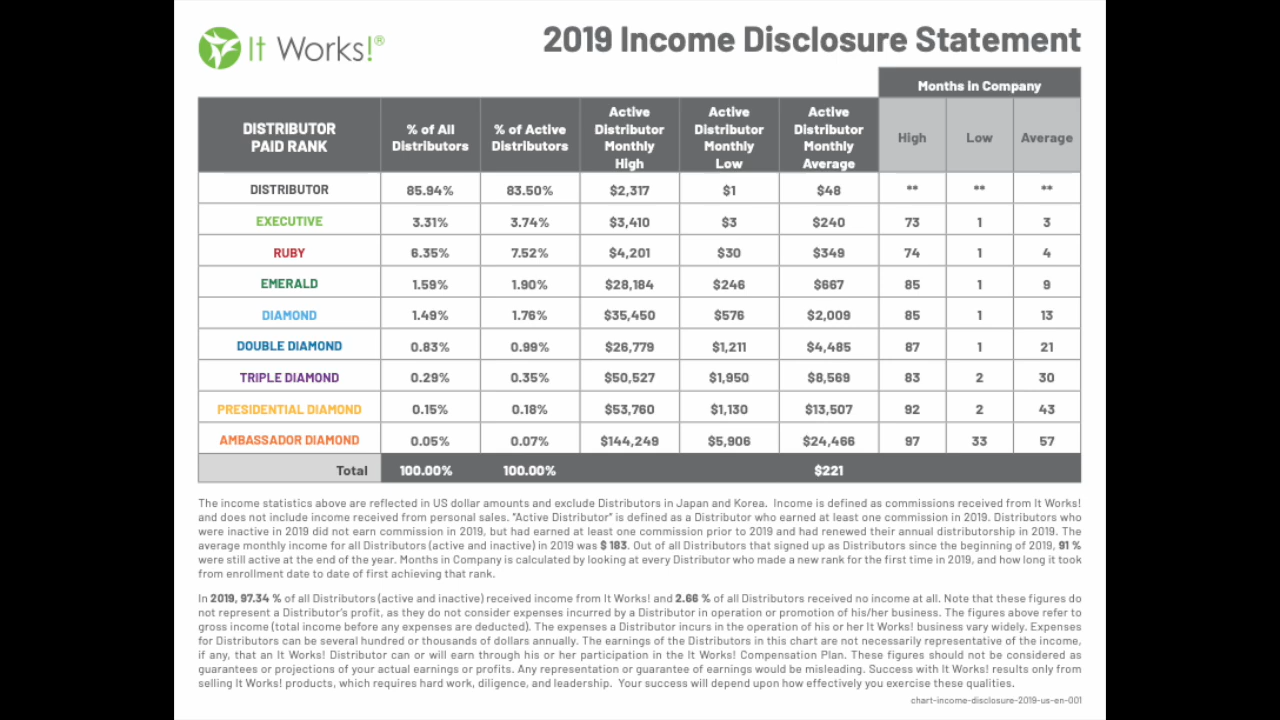 It Works!®
2019 Income Disclosure Statement
Months in Company
DISTRIBUTOR PAID RANK % of All Distributors % of Active Distributors Active Distributor Monthly High Active Distributor Monthly Low Active Distributor Monthly Average High Low Average
DISTRIBUTOR 85.94% 83.50% $2,317 $1 $48 ** ** **
EXECUTIVE 3.31% 3.74% $3,410 $3 $240 73 1 3
RUBY 6.35% 7.52% $4,201 $30 $349 74 1 4
EMERALD 1.59% 1.90% $28,184 $246 $667 85 1 9
DIAMOND 1.49% 1.76% $35,450 $576 $2,009 85 1 13
DOUBLE DIAMOND 0.83% 0.99% $26,779 $1,211 $4,485 87 1 21
TRIPLE DIAMOND 0.29% 0.35% $50,527 $1,950 $8,569 83 2 30
PRESIDENTIAL DIAMOND 0.15% 0.18% $53,760 $1,130 $13,507 92 2 43
AMBASSADOR DIAMOND 0.05% 0.07% $144,249 $5,906 $24,466 97 33 57
Total 100.00% 100.00% $221
The income statistics above are reflected in US dollar amounts and exclude Distributors in Japan and Korea. Income is defined as commissions received from It Works!
and does not include income received from personal sales. "Active Distributor" is defined as a Distributor who earned at least one commission in 2019. Distributors who
were inactive in 2019 did not earn commission in 2019, but had earned at least one commission prior to 2019 and had renewed their annual distributorship in 2019. The
average monthly income for all Distributors (active and inactive) in 2019 was $ 183. Out of all Distributors that signed up as Distributors since the beginning of 2019, 91 %
were still active at the end of the year. Months in Company is calculated by looking at every Distributor who made a new rank for the first time in 2019, and how long it took
from enrollment date to date of first achieving that rank.
In 2019, 97.34 % of all Distributors (active and inactive) received income from It Works! and 2.66 % of all Distributors received no income at all. Note that these figures do
not represent a Distributor's profit, as they do not consider expenses incurred by a Distributor in operation or promotion of his/her business. The figures above refer to
gross income (total income before any expenses are deducted). The expenses a Distributor incurs in the operation of his or her It Works! business vary widely. Expenses
for Distributors can be several hundred or thousands of dollars annually. The earnings of the Distributors in this chart are not necessarily representative of the income,
if any, that an It Works! Distributor can or will earn through his or her participation in the It Works! Compensation Plan. These figures should not be considered as
guarantees or projections of your actual earnings or profits. Any representation or guarantee of earnings would be misleading. Success with It Works! results only from
selling It Works! products, which requires hard work, diligence, and leadership. Your success will depend upon how effectively you exercise these qualities.
chart-income-disclosure-2019-us-en-001